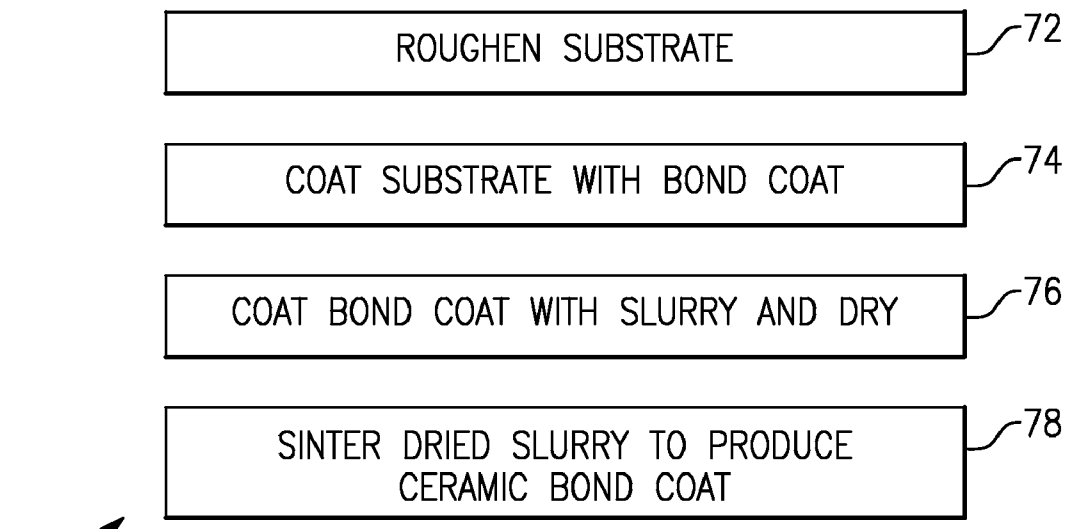 ROUGHEN SUBSTRATE
72
COAT SUBSTRATE WITH BOND COAT
74
COAT BOND COAT WITH SLURRY AND DRY
76
SINTER DRIED SLURRY TO PRODUCE
CERAMIC BOND COAT
78